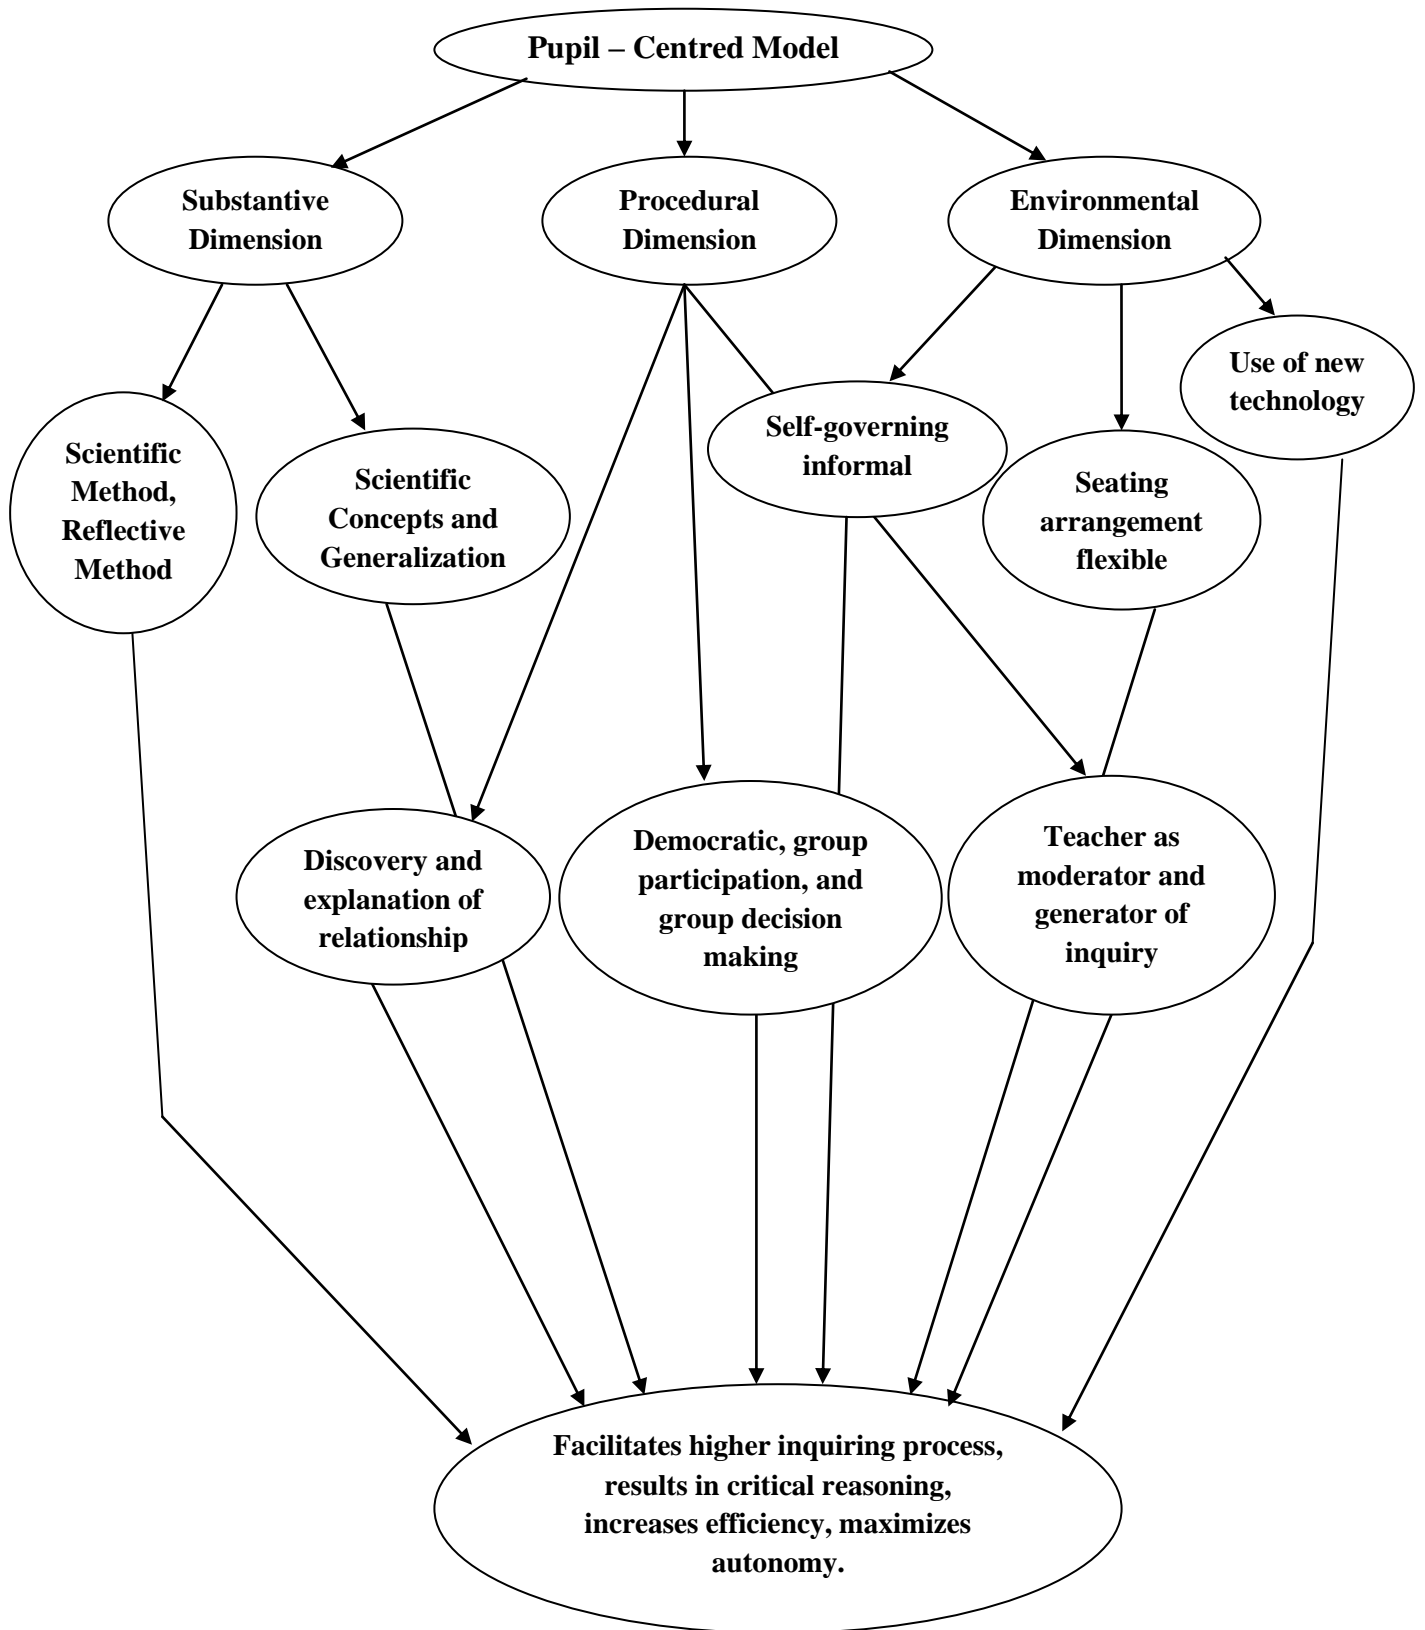 Pupil – Centred Model
Substantive
Dimension
Procedural
Dimension
Environmental
Dimension
Use of new
technology
Self-governing
informal
Scientific
Method,
Reflective
Method
Scientific
Concepts and
Generalization
Seating
arrangement
flexible
Discovery and
explanation of
relationship
Democratic, group
participation, and
group decision
making
Teacher as
moderator and
generator of
inquiry
Facilitates higher inquiring process,
results in critical reasoning,
increases efficiency, maximizes
autonomy.